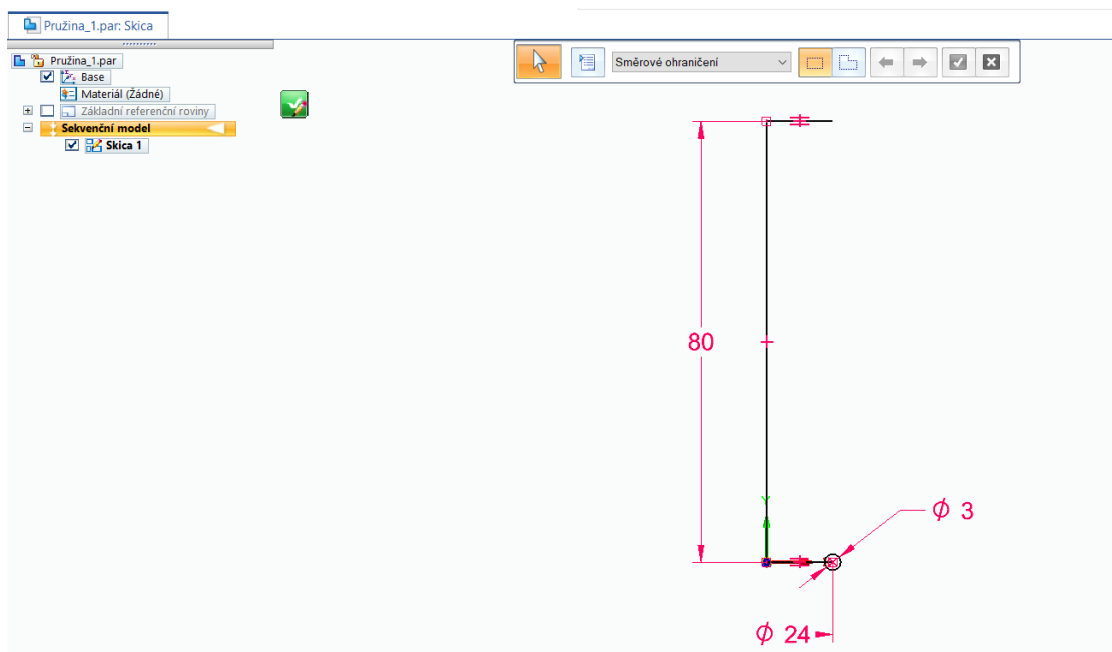 Pružina_1.par: Skica
Pružina_1.par
Base
Materiál (Žádné)
Základní referenční roviny
Sekvenční model
Skica 1
Směrové ohraničení
80
Y
ϕ 3
ϕ 24